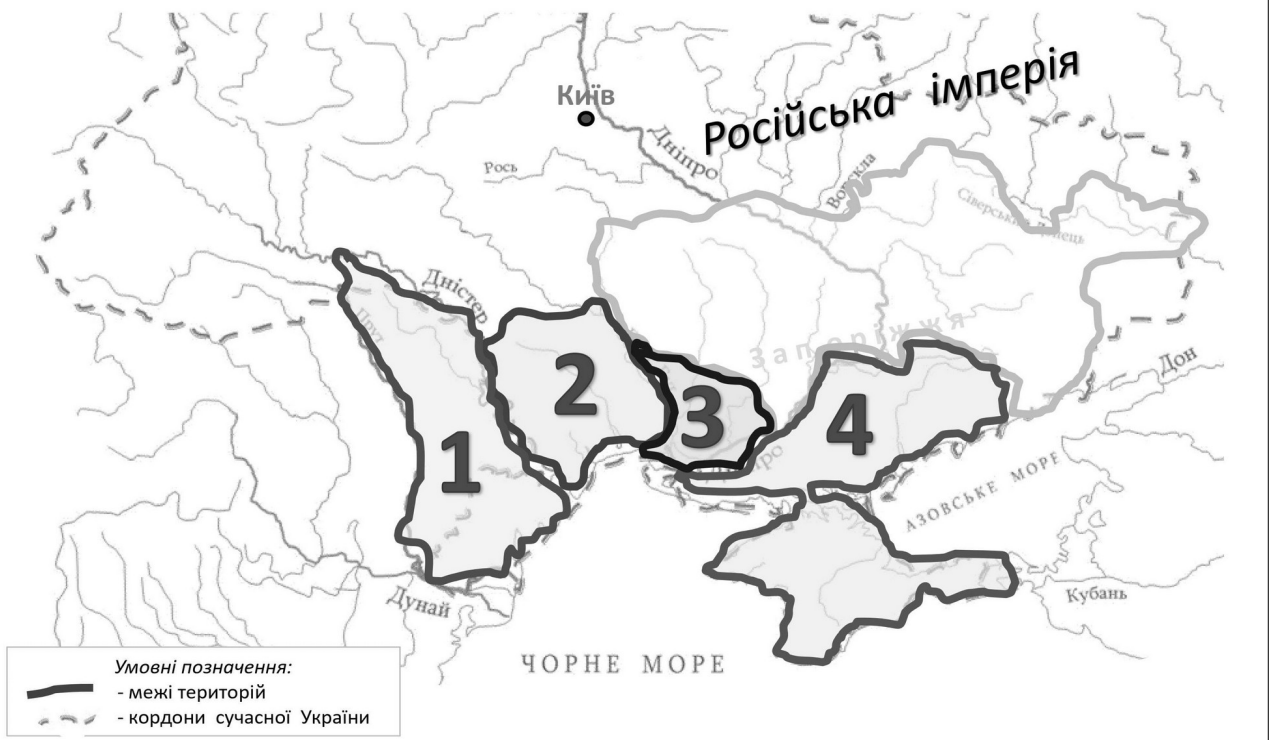 Київ
Російська імперія
Дніпро
Рось
Ворскла
Сіверський Донець
Дністер
Прут
Запоріжжя
Дон
1
2
3
4
АЗОВСЬКЕ МОРЕ
Кубань
Дунай
ЧОРНЕ МОРЕ
Умовні позначення:
- межі територій
- кордони сучасної України